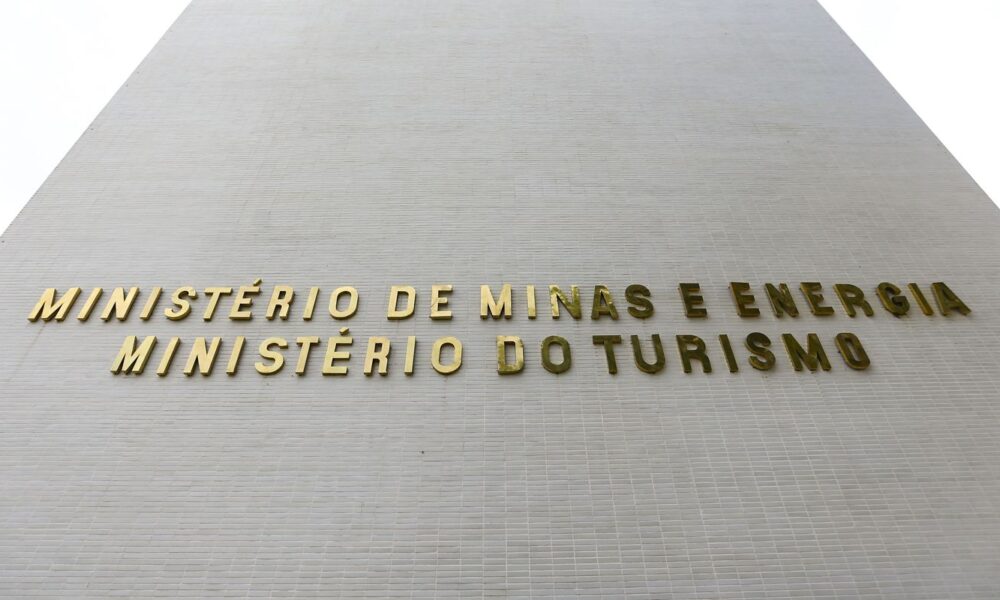 MINISTÉRIO DE MINAS E ENERGIA
MINISTÉRIO DO TURISMO